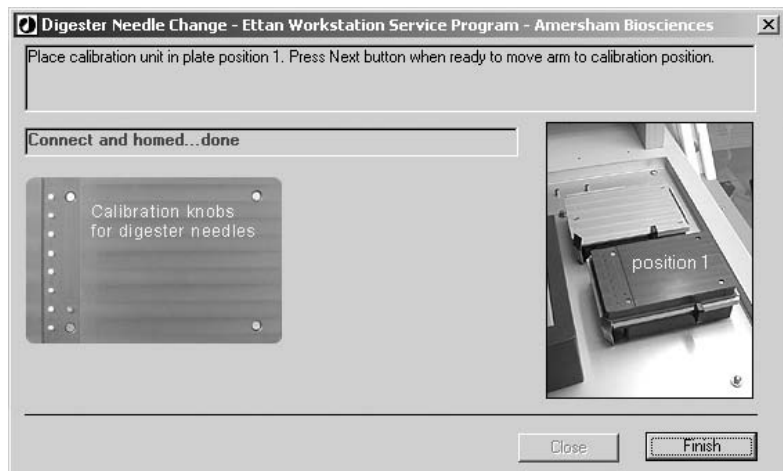 Digester Needle Change - Ettan Workstation Service Program - Amersham Biosciences
Place calibration unit in plate position 1. Press Next button when ready to move arm to calibration position.
Connect and homed...done
Calibration knobs
for digester needles
position 1
Close
Finish